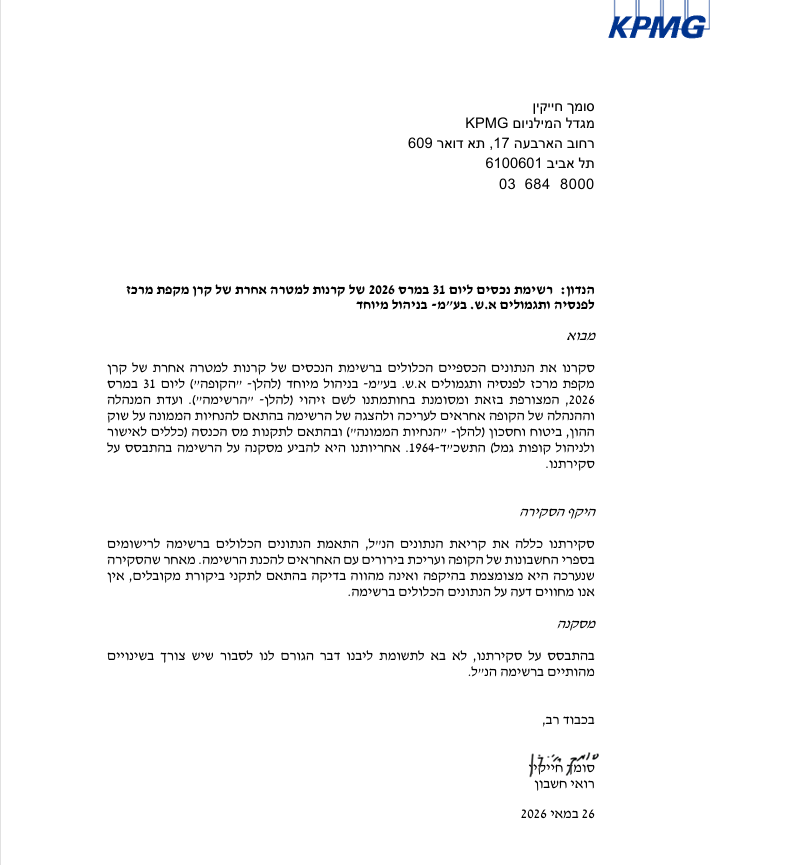 KPMG
סומך חייקין
מגדל המילניום KPMG
רחוב הארבעה 17, תא דואר 609
תל אביב 6100601
03 684 8000
הנדון: רשימת נכסים ליום 31 במרס 2026 של קרנות למטרה אחרת של קרן מקפת מרכז
לפנסיה ותגמולים א.ש. בע״מ- בניהול מיוחד
מבוא
סקרנו את הנתונים הכספיים הכלולים ברשימת הנכסים של קרנות למטרה אחרת של קרן
מקפת מרכז לפנסיה ותגמולים א.ש. בע״מ- בניהול מיוחד (להלן- ״הקופה״) ליום 31 במרס
2026, המצורפת בזאת ומסומנת בחותמתנו לשם זיהוי (להלן- ״הרשימה״). ועדת המנהלה
וההנהלה של הקופה אחראים לעריכה ולהצגה של הרשימה בהתאם להנחיות הממונה על שוק
ההון, ביטוח וחסכון (להלן- ״הנחיות הממונה״) ובהתאם לתקנות מס הכנסה (כללים לאישור
ולניהול קופות גמל) התשכ״ד-1964. אחריותנו היא להביע מסקנה על הרשימה בהתבסס על
סקירתנו.
היקף הסקירה
סקירתנו כללה את קריאת הנתונים הנ״ל, התאמת הנתונים הכלולים ברשימה לרישומים
בספרי החשבונות של הקופה ועריכת בירורים עם האחראים להכנת הרשימה. מאחר שהסקירה
שנערכה היא מצומצמת בהיקפה ואינה מהווה בדיקה בהתאם לתקני ביקורת מקובלים, אין
אנו מחווים דעה על הנתונים הכלולים ברשימה.
מסקנה
בהתבסס על סקירתנו, לא בא לתשומת ליבנו דבר הגורם לנו לסבור שיש צורך בשינויים
מהותיים ברשימה הנ״ל.
בכבוד רב,
סומך חייקין
רואי חשבון
26 במאי 2026